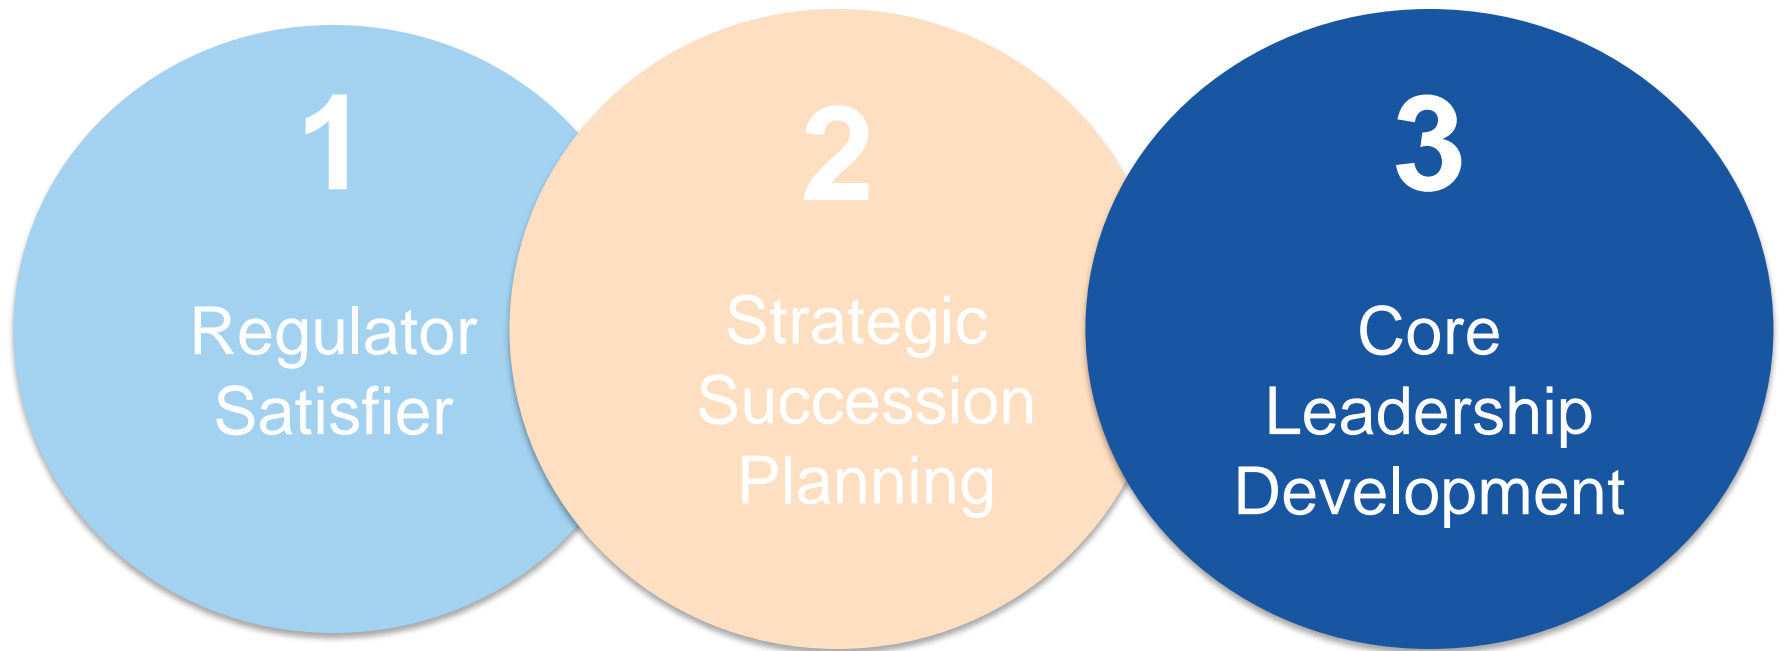 1
Regulator
Satisfier
2
Strategic
Succession
Planning
3
Core
Leadership
Development